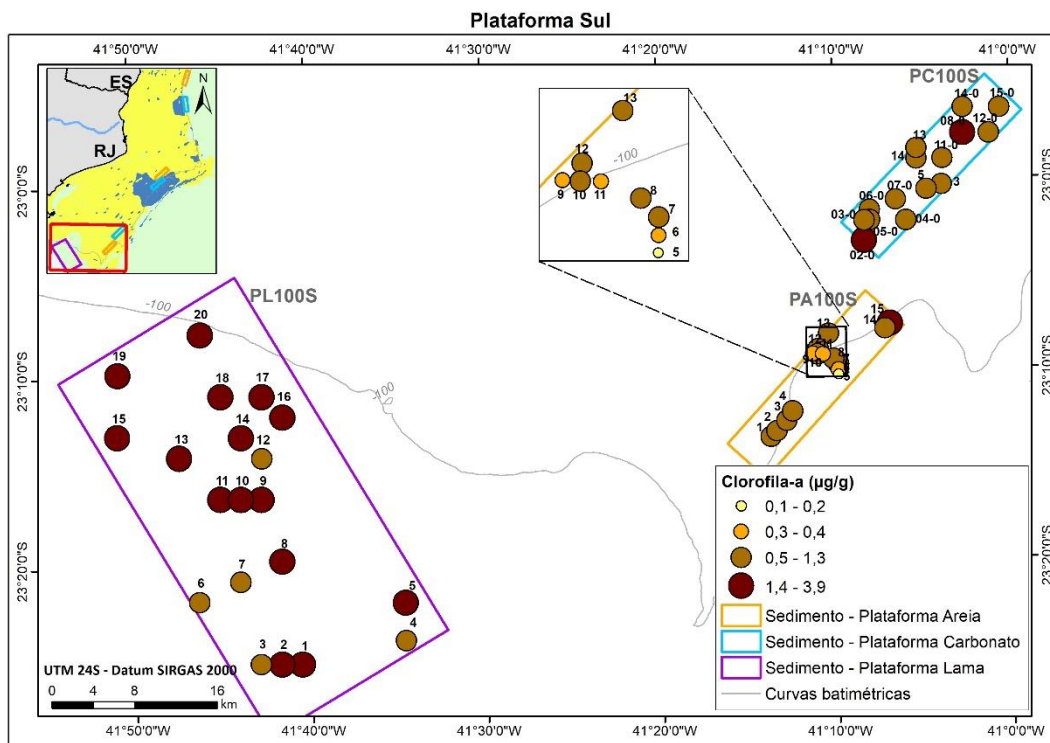 Plataforma Sul
41°50'0"W 41°40'0"W 41°30'0"W 41°20'0"W 41°10'0"W 41°0'0"W
ES
N
RJ
PC100S
14-0 15-0
08-0 12-0
13
14 11-0
5 3
07-0
06-0
03-0 04-0
05-0
02-0
13
-100
12
9 10 11
8
7
6
5
23°0'0"S
23°0'0"S
-100
PL100S
PA100S
20
19
18 17
16
15
14
13 12
11 10 9
8
7
6
5
4
3 2 1
-100
15
14
13
12
9
10
8
5
4
3
2
1
23°10'0"S
23°10'0"S
23°20'0"S
23°20'0"S
Clorofila-a (µg/g)
0,1 - 0,2
0,3 - 0,4
0,5 - 1,3
1,4 - 3,9
Sedimento - Plataforma Areia
Sedimento - Plataforma Carbonato
Sedimento - Plataforma Lama
Curvas batimétricas
UTM 24S - Datum SIRGAS 2000
0 4 8 16
km
41°50'0"W 41°40'0"W 41°30'0"W 41°20'0"W 41°10'0"W 41°0'0"W